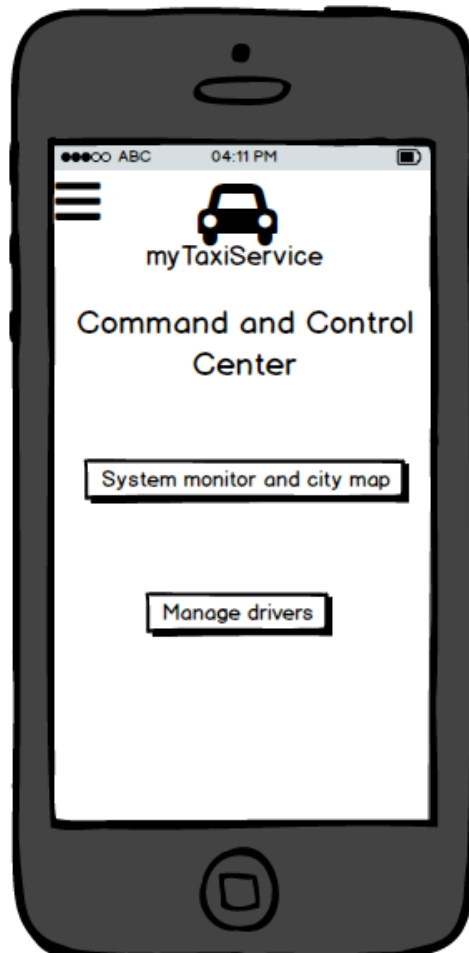 ABC 04:11 PM
myTaxiService
Command and Control
Center
System monitor and city map
Manage drivers